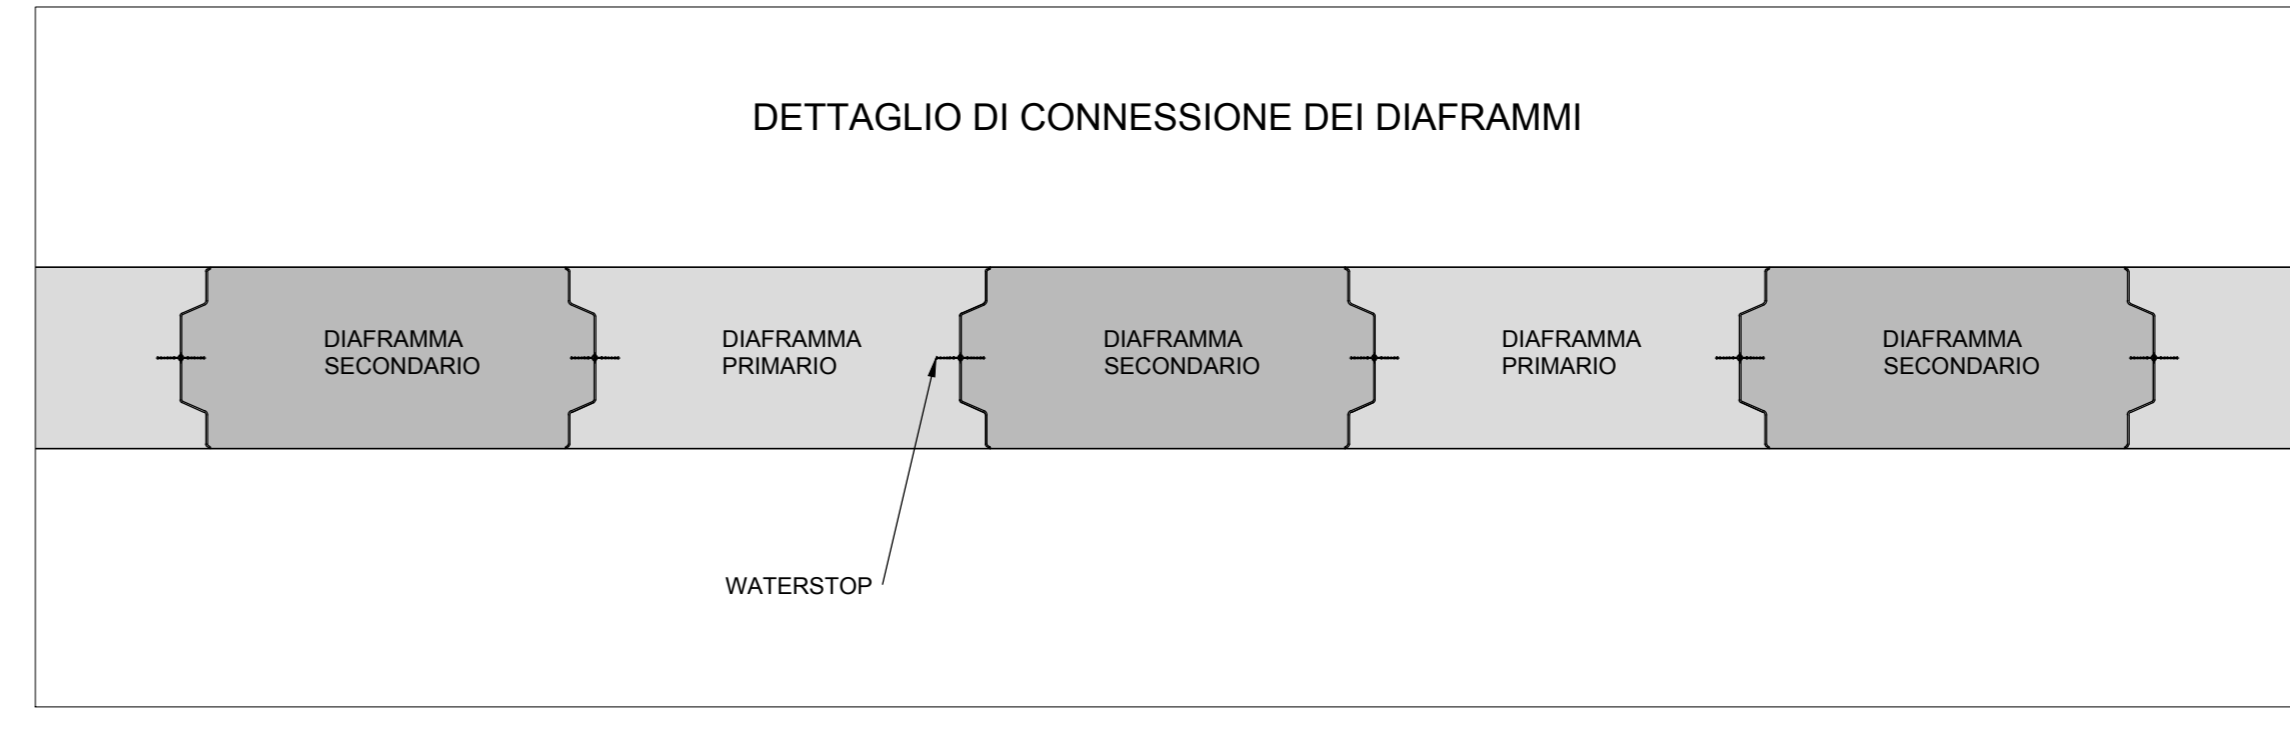 DETTAGLIO DI CONNESSIONE DEI DIAFRAMMI
DIAFRAMMA
SECONDARIO
DIAFRAMMA
PRIMARIO
DIAFRAMMA
SECONDARIO
DIAFRAMMA
PRIMARIO
DIAFRAMMA
SECONDARIO
WATERSTOP